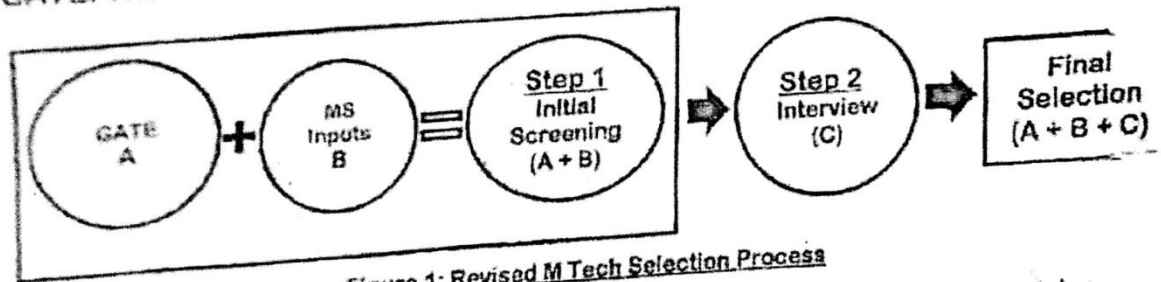 GATE
A
+
MS
Inputs
B
=
Step 1
Initial
Screening
(A + B)
Step 2
Interview
(C)
Final
Selection
(A + B + C)
Figure 1: Revised M Tech Selection Process